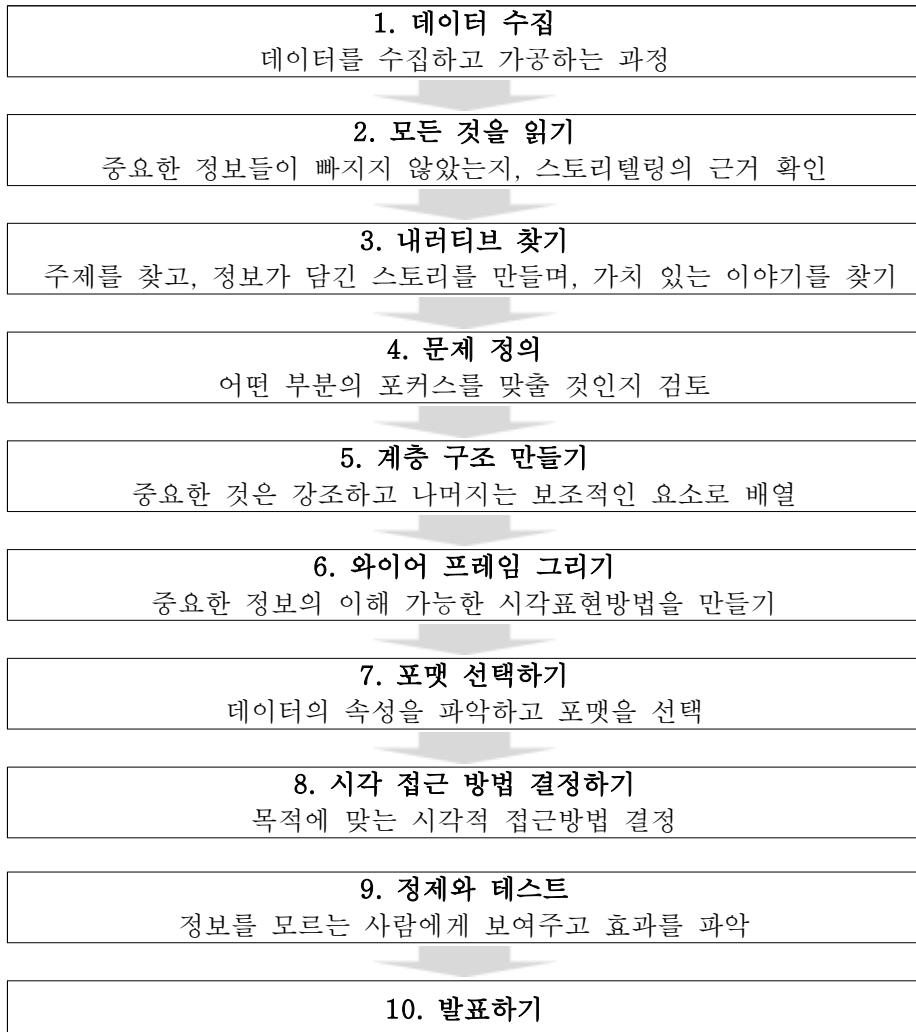 1. 데이터 수집
데이터를 수집하고 가공하는 과정
2. 모든 것을 읽기
중요한 정보들이 빠지지 않았는지, 스토리텔링의 근거 확인
3. 내러티브 찾기
주제를 찾고, 정보가 담긴 스토리를 만들며, 가치 있는 이야기를 찾기
4. 문제 정의
어떤 부분의 포커스를 맞출 것인지 검토
5. 계층 구조 만들기
중요한 것은 강조하고 나머지는 보조적인 요소로 배열
6. 와이어 프레임 그리기
중요한 정보의 이해 가능한 시각표현방법을 만들기
7. 포맷 선택하기
데이터의 속성을 파악하고 포맷을 선택
8. 시각 접근 방법 결정하기
목적에 맞는 시각적 접근방법 결정
9. 정제와 테스트
정보를 모르는 사람에게 보여주고 효과를 파악
10. 발표하기